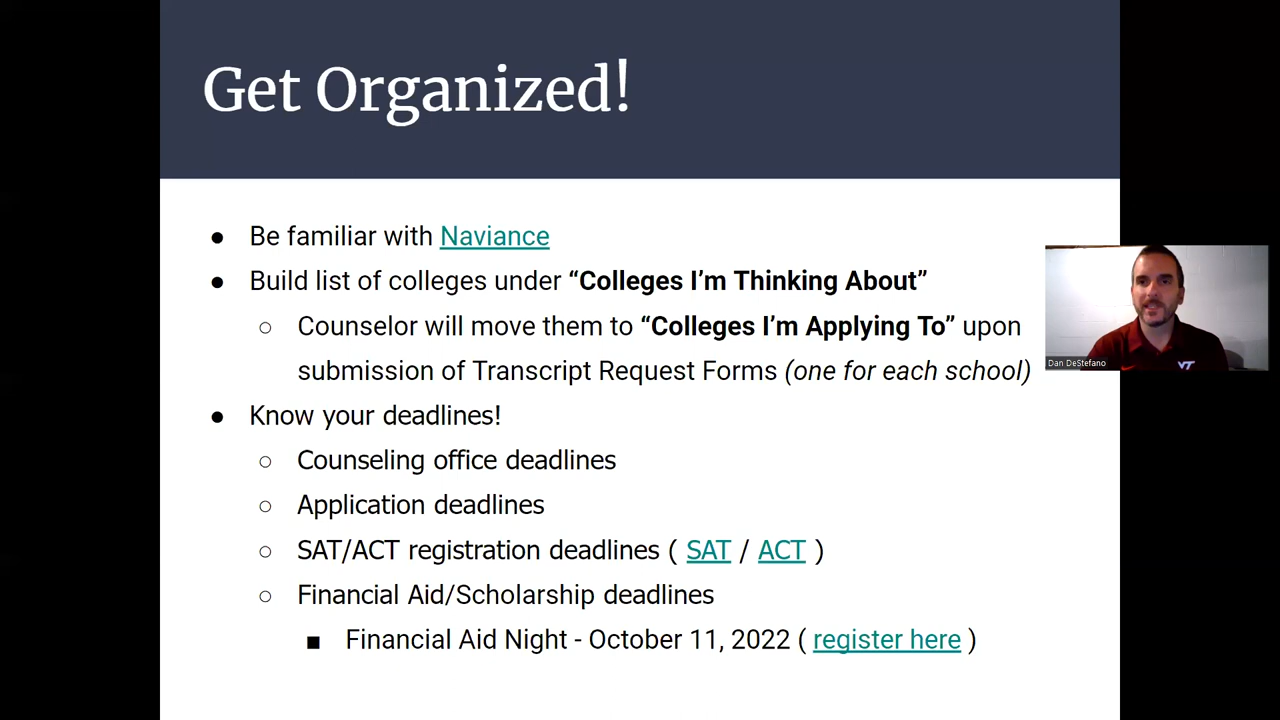 Get Organized!
● Be familiar with Naviance
● Build list of colleges under “Colleges I’m Thinking About”
○ Counselor will move them to “Colleges I’m Applying To” upon
submission of Transcript Request Forms (one for each school)
● Know your deadlines!
○ Counseling office deadlines
○ Application deadlines
○ SAT/ACT registration deadlines ( SAT / ACT )
○ Financial Aid/Scholarship deadlines
■ Financial Aid Night - October 11, 2022 ( register here )
Dan DeStefano
VT